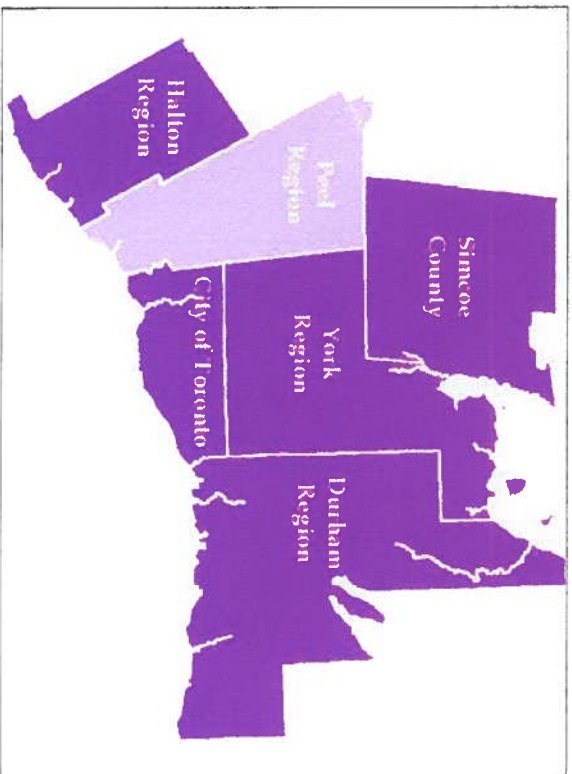 Simcoe
County
Peel
Region
York
Region
Durham
Region
Halton
Region
City of Toronto